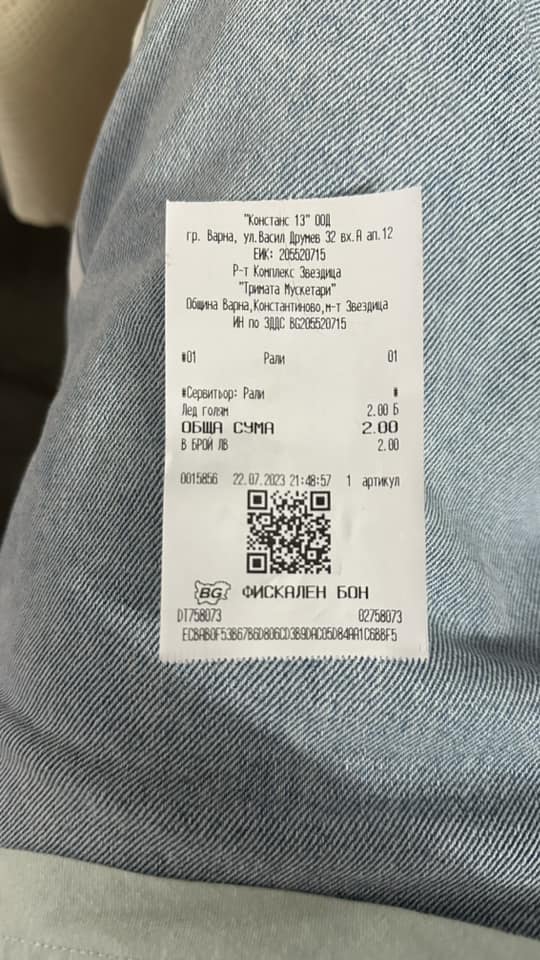 "Констанс 13" ООД
гр. Варна, ул.Васил Друмев 32 вх.А ап.12
ЕИК: 205520715
Р-т Комплекс Звездица
"Тримата Мускетари"
Община Варна,Константиново,м-т Звездица
ИН по ЗДДС BG205520715
#01 Рали 01
#Сервитьор: Рали #
Лед голям 2.00 Б
ОБЩА СУМА 2.00
В БРОЙ ЛВ 2.00
0015856 22.07.2023 21:48:57 1 артикул
BG ФИСКАЛЕН БОН
DT758073 02758073
EC8AB0F53B67B6D806CD3B9DAC05D84AA1C6BBF5